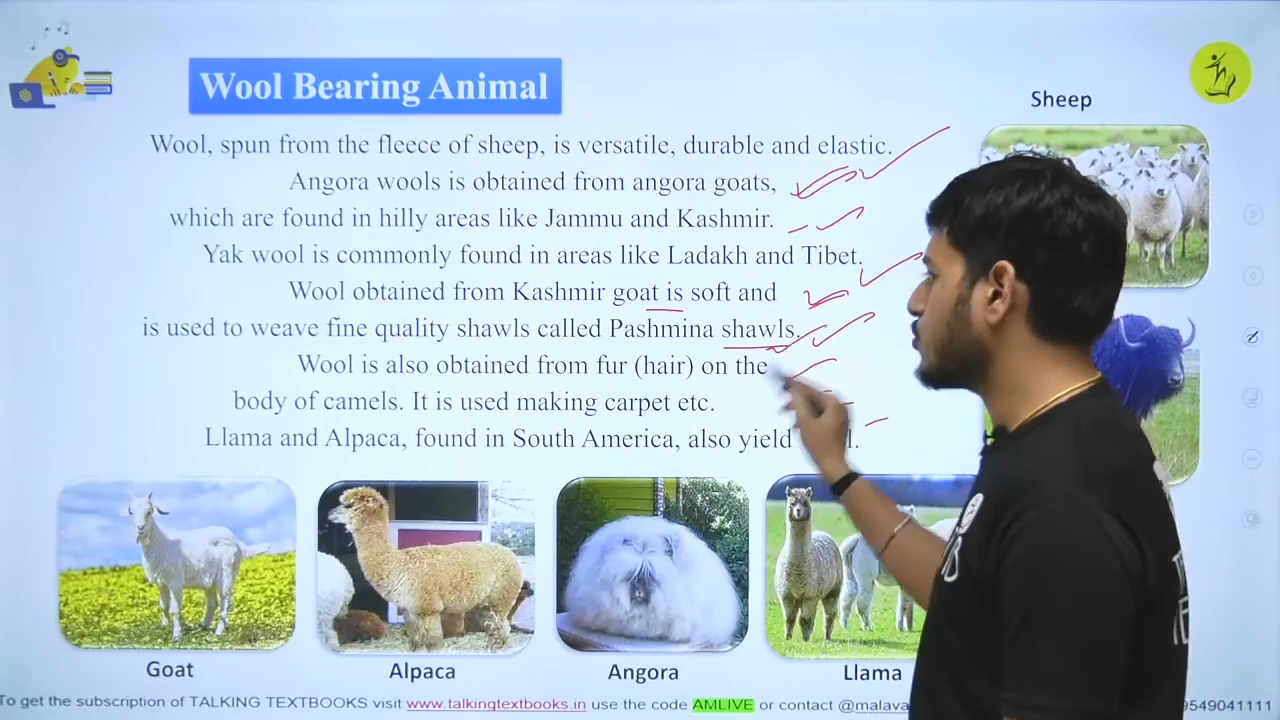 Wool Bearing Animal
Sheep
Wool, spun from the fleece of sheep, is versatile, durable and elastic.
Angora wools is obtained from angora goats,
which are found in hilly areas like Jammu and Kashmir.
Yak wool is commonly found in areas like Ladakh and Tibet.
Wool obtained from Kashmir goat is soft and
is used to weave fine quality shawls called Pashmina shawls.
Wool is also obtained from fur (hair) on the
body of camels. It is used making carpet etc.
Llama and Alpaca, found in South America, also yield
Goat
Alpaca
Angora
Llama
To get the subscription of TALKING TEXTBOOKS visit www.talkingtextbooks.in use the code AMLIVE or contact @malava 9549041111